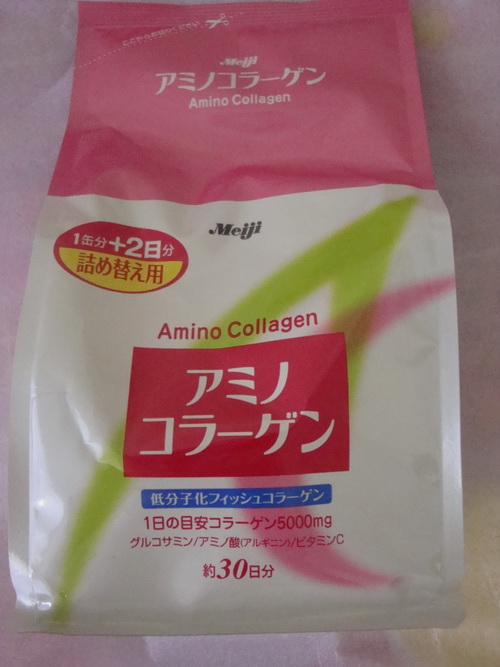 Meiji
アミノコラーゲン
Amino Collagen
Meiji
1缶分+2日分
詰め替え用
Amino Collagen
アミノ
コラーゲン
低分子化フィッシュコラーゲン
1日の目安コラーゲン5000mg
グルコサミン/アミノ酸(アルギニン)/ビタミンC
約30日分